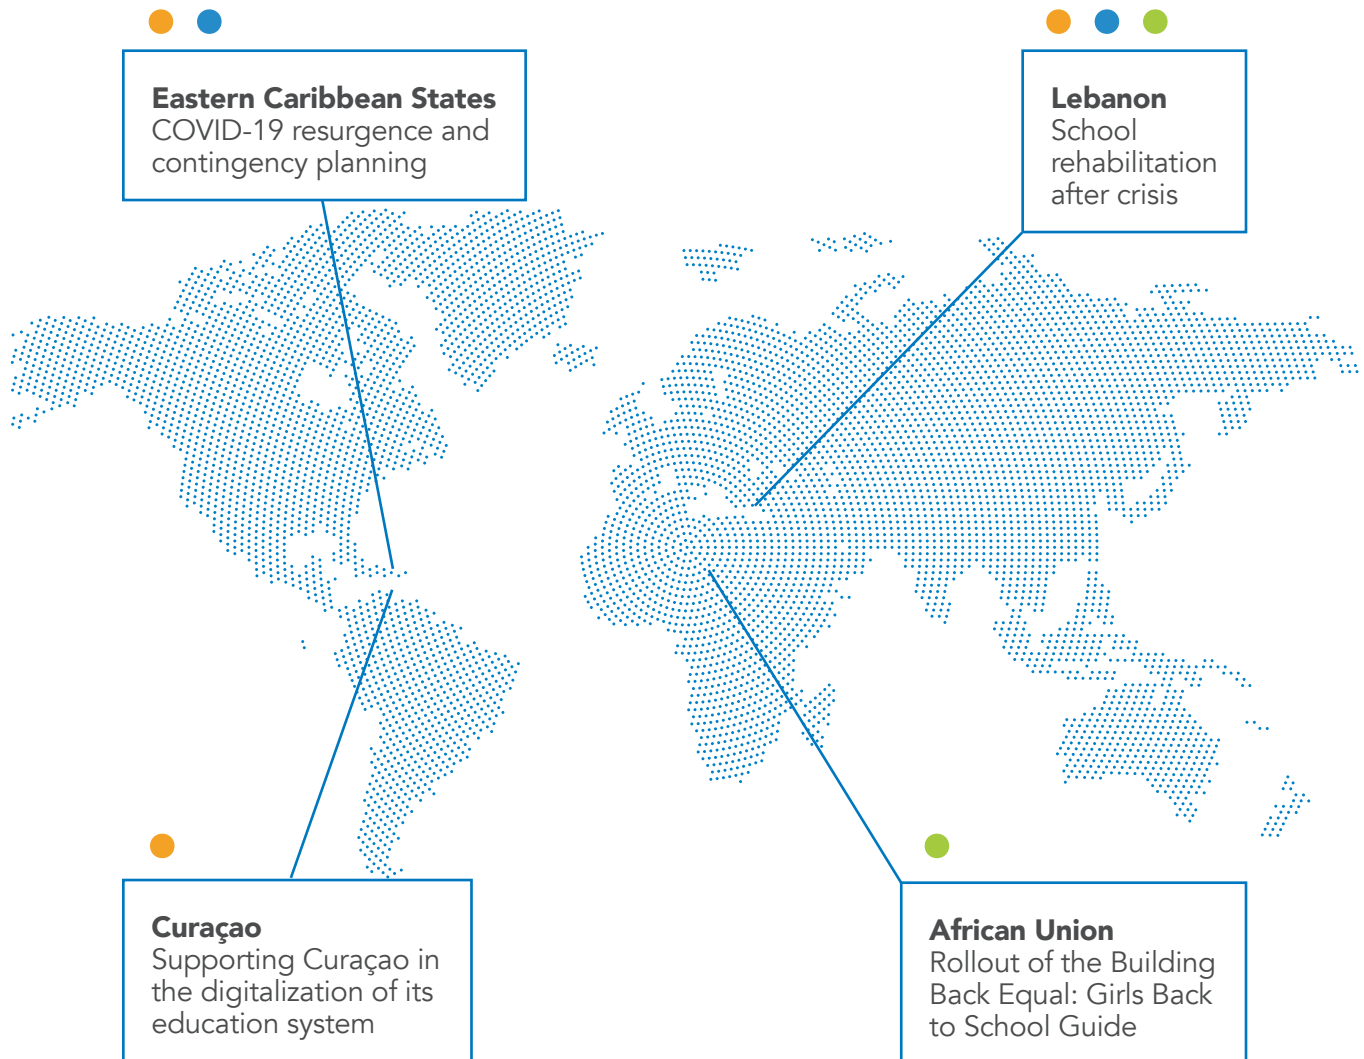 Eastern Caribbean States
COVID-19 resurgence and
contingency planning
Lebanon
School
rehabilitation
after crisis
Curaçao
Supporting Curaçao in
the digitalization of its
education system
African Union
Rollout of the Building
Back Equal: Girls Back
to School Guide